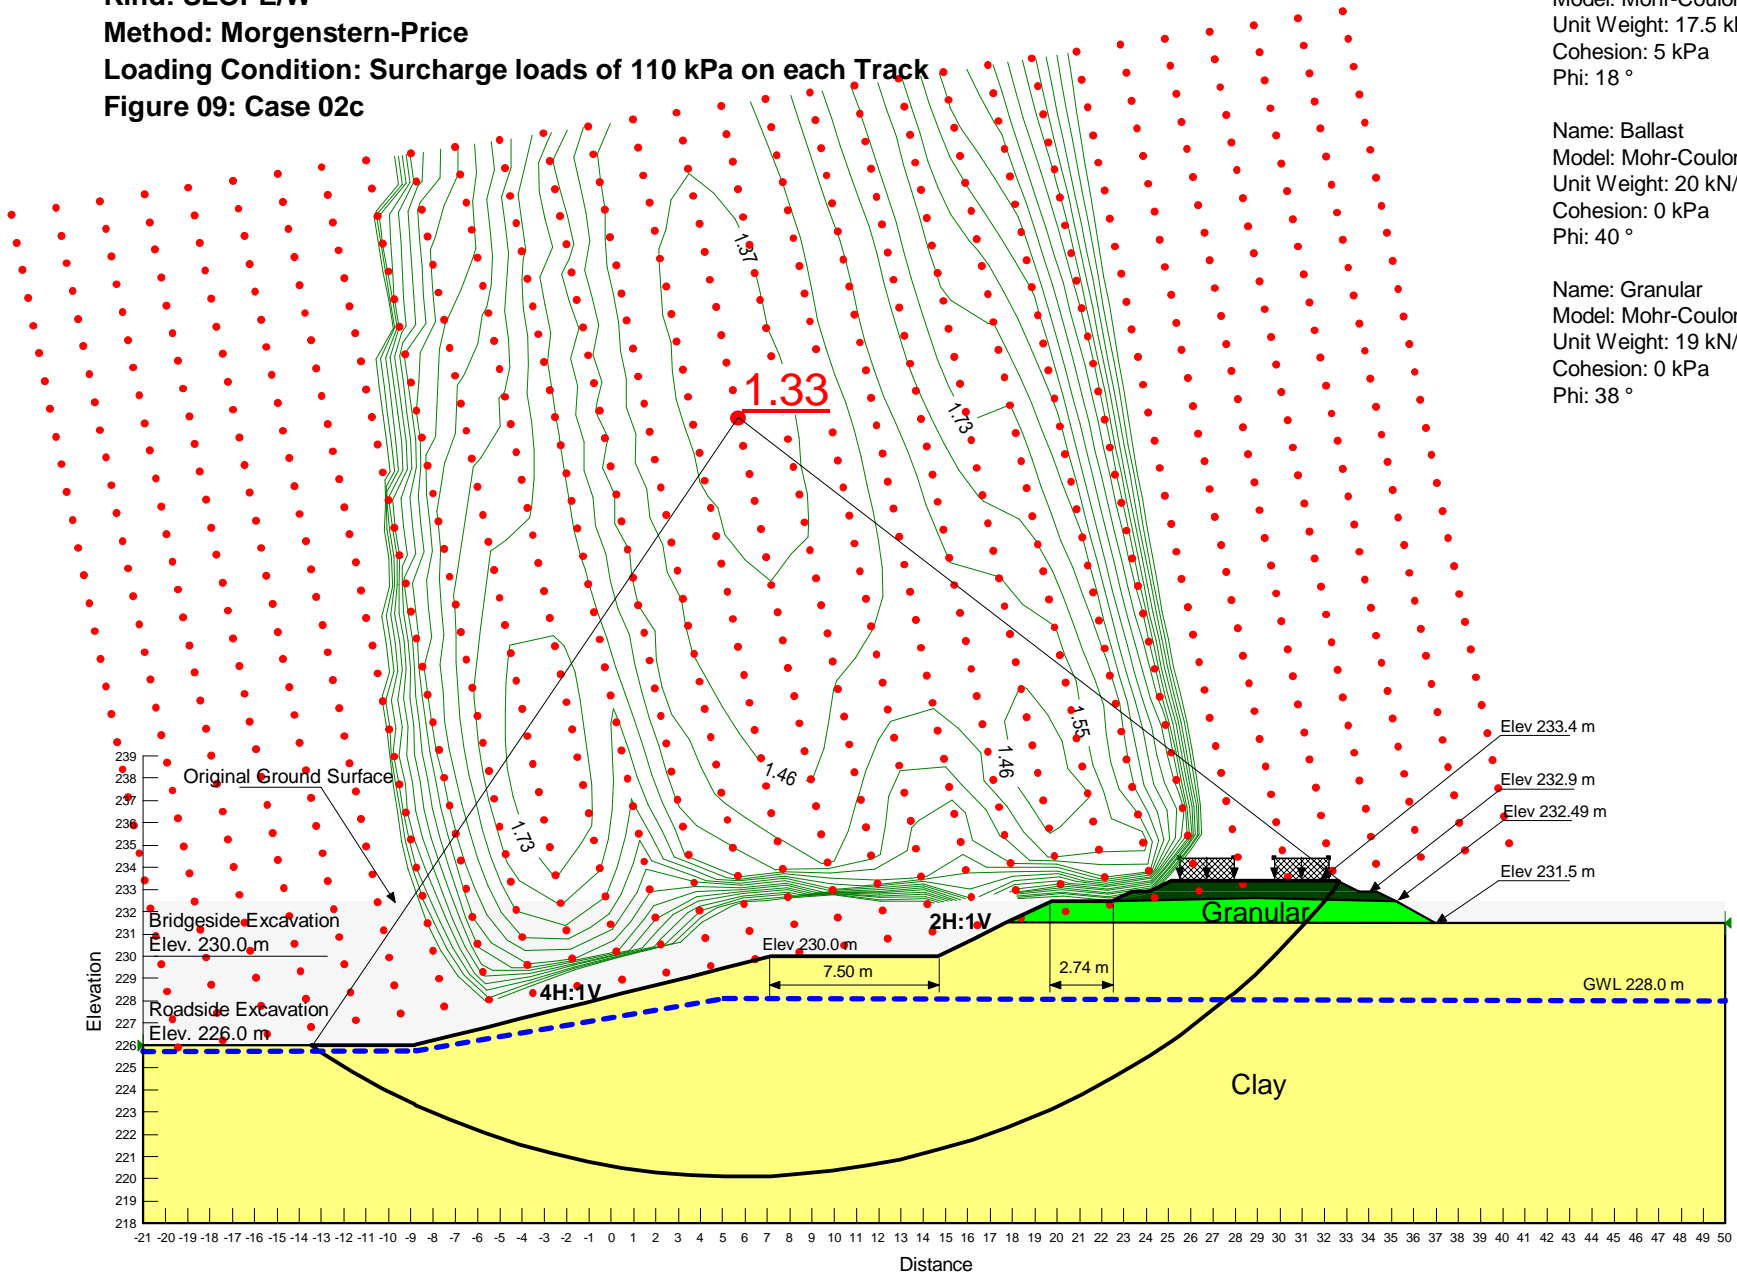 Method: Morgenstern-Price
Loading Condition: Surcharge loads of 110 kPa on each Track
Figure 09: Case 02c
Unit Weight: 17.5
Cohesion: 5 kPa
Phi: 18 °
Name: Ballast
Model:
Unit Weight: 20 kN/
Cohesion: 0 kPa
Phi: 40 °
Name: Granular
Model:
Unit Weight: 19 kN/
Cohesion: 0 kPa
Phi: 38 °
1.37
1.33
1.73
1.55
1.46
1.46
1.73
Elev 233.4 m
Elev 232.9 m
Elev 232.49 m
Elev 231.5 m
Original Ground Surface
Bridgeside Excavation
Elev. 230.0 m
Roadside Excavation
Elev. 226.0 m
4H:1V
2H:1V
Elev 230.0 m
7.50 m
2.74 m
Granular
GWL 228.0 m
Clay
Elevation
239
238
237
236
235
234
233
232
231
230
229
228
227
226
225
224
223
222
221
220
219
218
-21 -20 -19 -18 -17 -16 -15 -14 -13 -12 -11 -10 -9 -8 -7 -6 -5 -4 -3 -2 -1 0 1 2 3 4 5 6 7 8 9 10 11 12 13 14 15 16 17 18 19 20 21 22 23 24 25 26 27 28 29 30 31 32 33 34 35 36 37 38 39 40 41 42 43 44 45 46 47 48 49 50
Distance